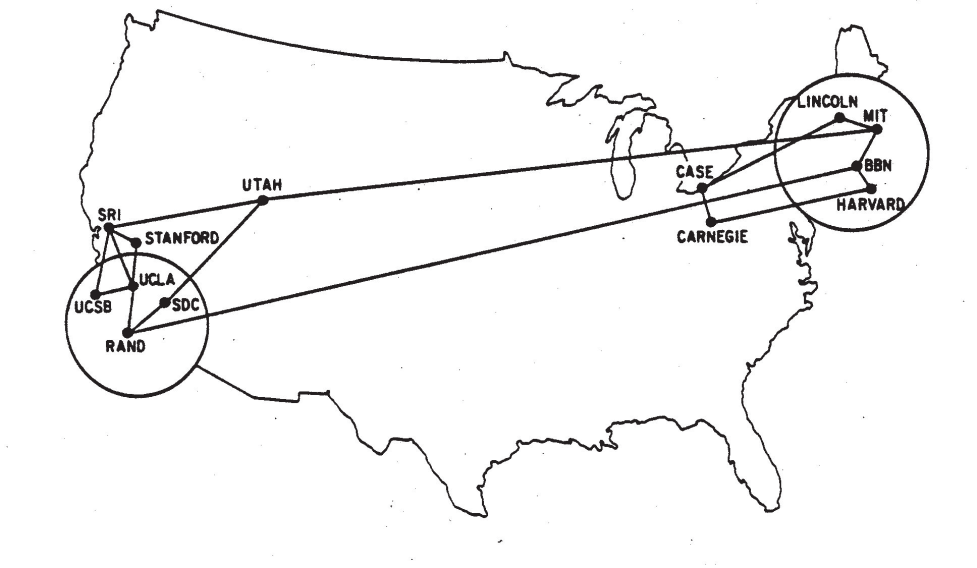 LINCOLN
MIT
CASE
BBN
UTAH
HARVARD
SRI
STANFORD
CARNEGIE
UCLA
UCSB
SDC
RAND